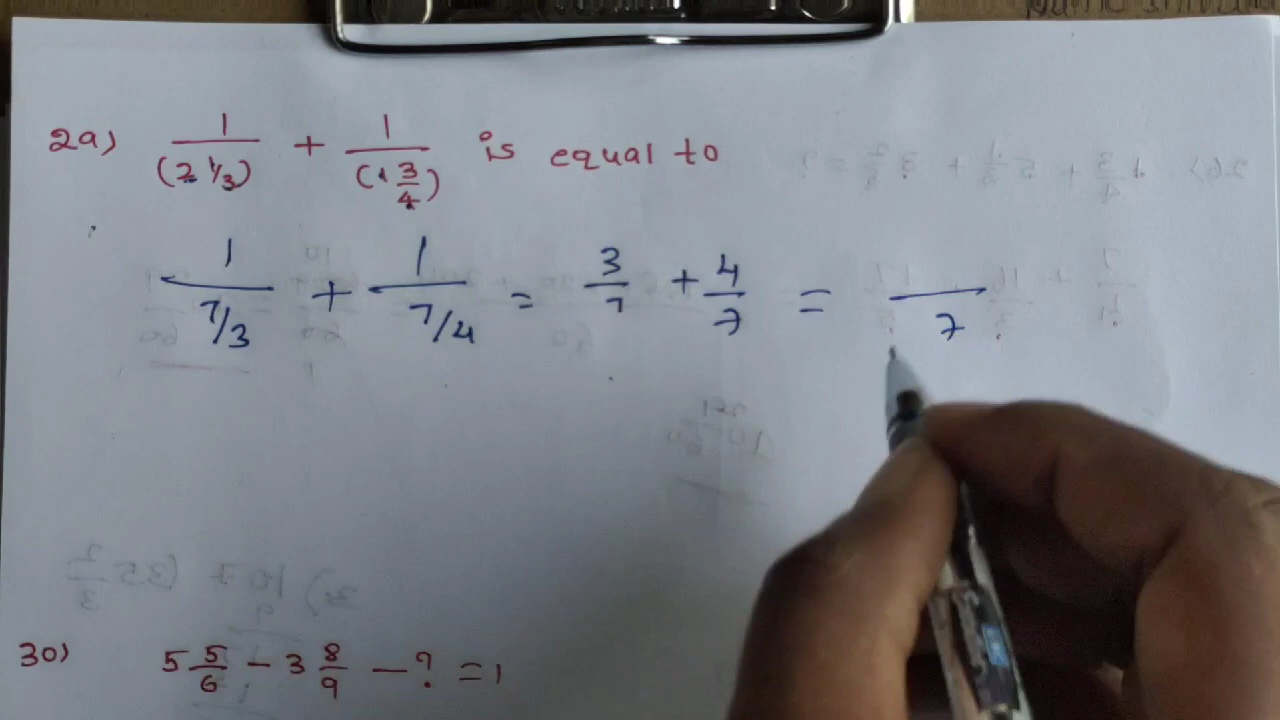 2a) 1/(2 1/3) + 1/(1 3/4) is equal to
1/(7/3) + 1/(7/4) = 3/7 + 4/7 = /7
30) 5 5/6 - 3 8/9 - ? = 1